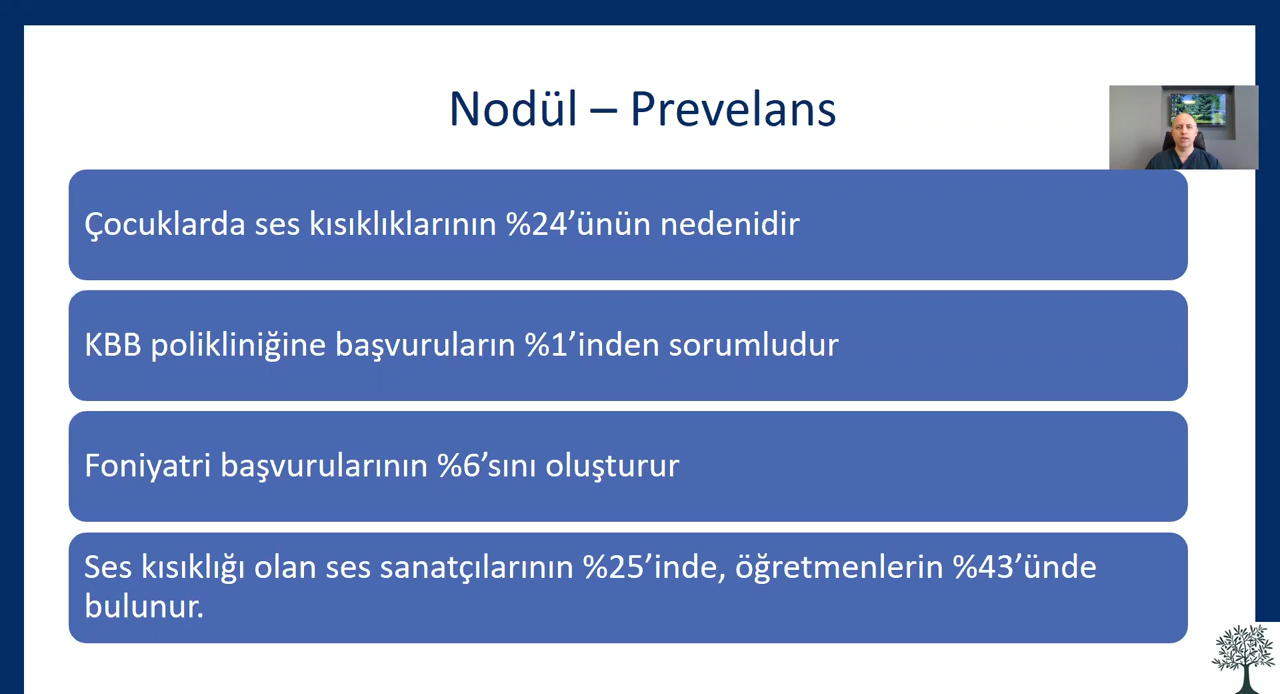 Nodül – Prevelans
Çocuklarda ses kısıklıklarının %24’ünün nedenidir
KBB polikliniğine başvuruların %1’inden sorumludur
Foniyatri başvurularının %6’sını oluşturur
Ses kısıklığı olan ses sanatçılarının %25’inde, öğretmenlerin %43’ünde
bulunur.